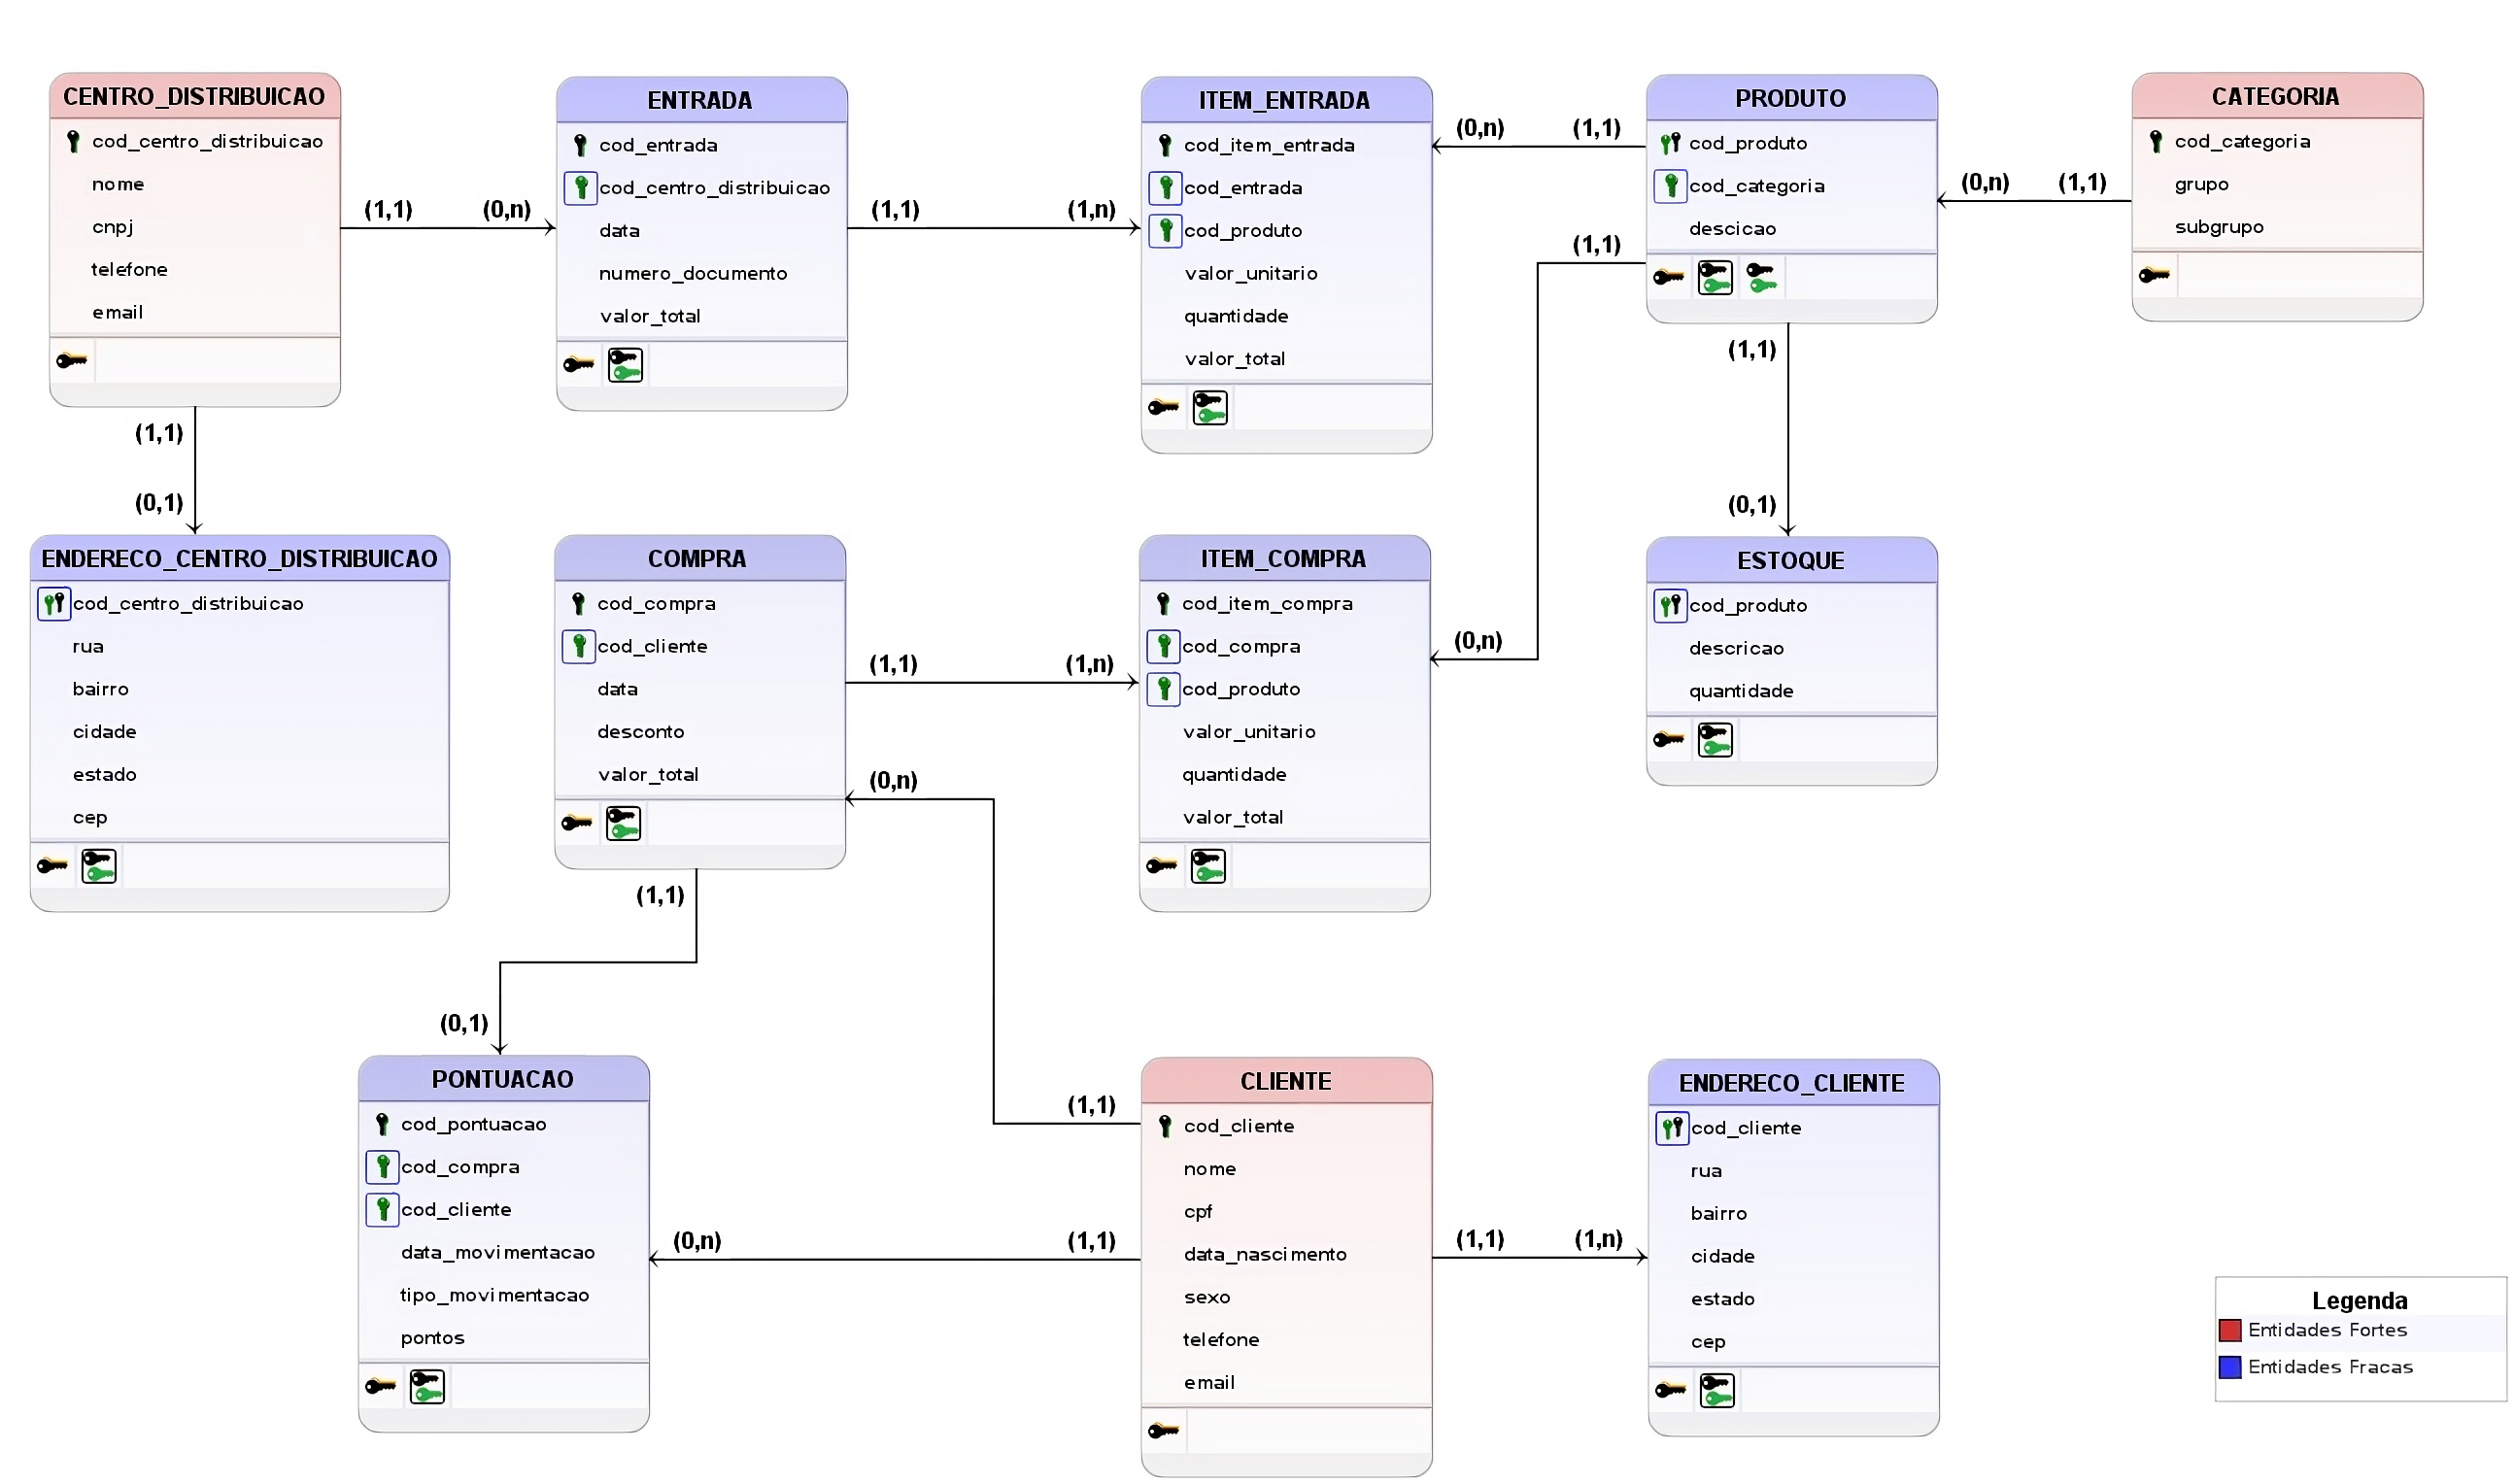 CENTRO_DISTRIBUICAO
cod_centro_distribuicao
nome
cnpj
telefone
email
(1,1)
(0,n)
ENTRADA
cod_entrada
cod_centro_distribuicao
data
numero_documento
valor_total
(1,1)
(1,n)
ITEM_ENTRADA
cod_item_entrada
cod_entrada
cod_produto
valor_unitario
quantidade
valor_total
(0,n)
(1,1)
PRODUTO
cod_produto
cod_categoria
descicao
(0,n)
(1,1)
CATEGORIA
cod_categoria
grupo
subgrupo
(1,1)
(1,1)
(1,1)
(0,1)
(0,1)
ENDERECO_CENTRO_DISTRIBUICAO
cod_centro_distribuicao
rua
bairro
cidade
estado
cep
COMPRA
cod_compra
cod_cliente
data
desconto
valor_total
(1,1)
(1,n)
(0,n)
ITEM_COMPRA
cod_item_compra
cod_compra
cod_produto
valor_unitario
quantidade
valor_total
(0,n)
ESTOQUE
cod_produto
descricao
quantidade
(1,1)
(0,1)
PONTUACAO
cod_pontuacao
cod_compra
cod_cliente
data_movimentacao
tipo_movimentacao
pontos
(0,n)
(1,1)
(1,1)
CLIENTE
cod_cliente
nome
cpf
data_nascimento
sexo
telefone
email
(1,1)
(1,n)
ENDERECO_CLIENTE
cod_cliente
rua
bairro
cidade
estado
cep
Legenda
Entidades Fortes
Entidades Fracas